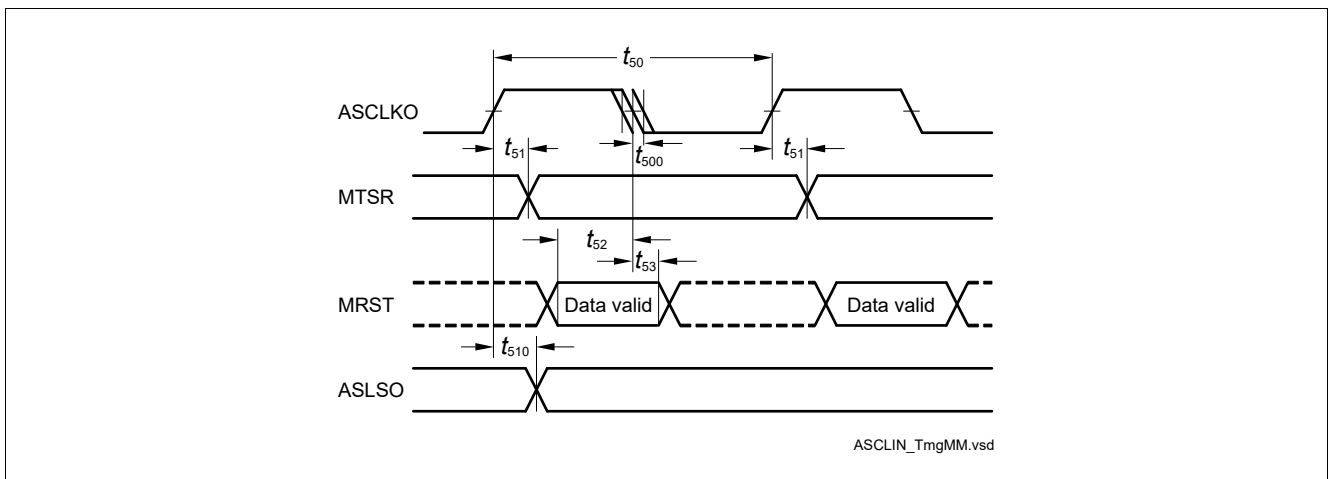 t50
ASCLKO
t51
t500
t51
MTSR
t52
t53
MRST
Data valid
Data valid
t510
ASLSO
ASCLIN_TmgMM.vsd